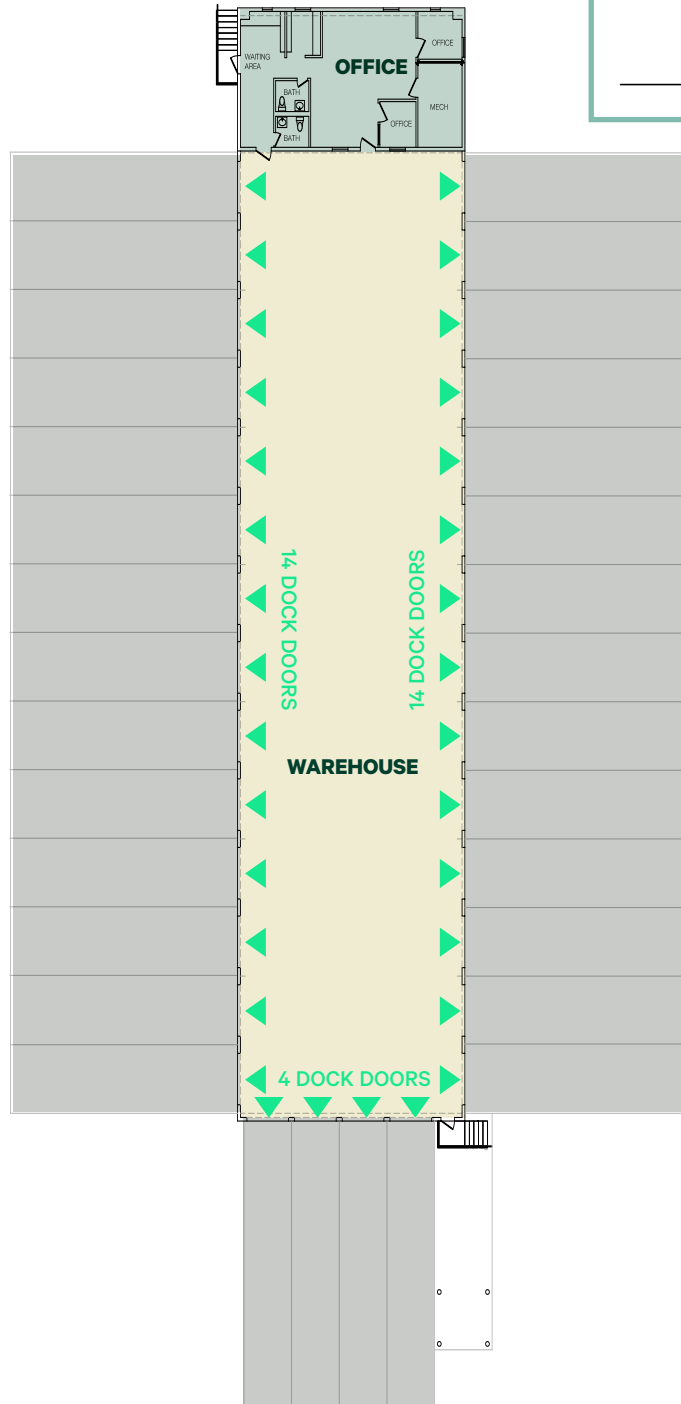 OFFICE
WAITING
AREA
OFFICE
BATH
MECH
OFFICE
BATH
14 DOCK DOORS
14 DOCK DOORS
WAREHOUSE
4 DOCK DOORS